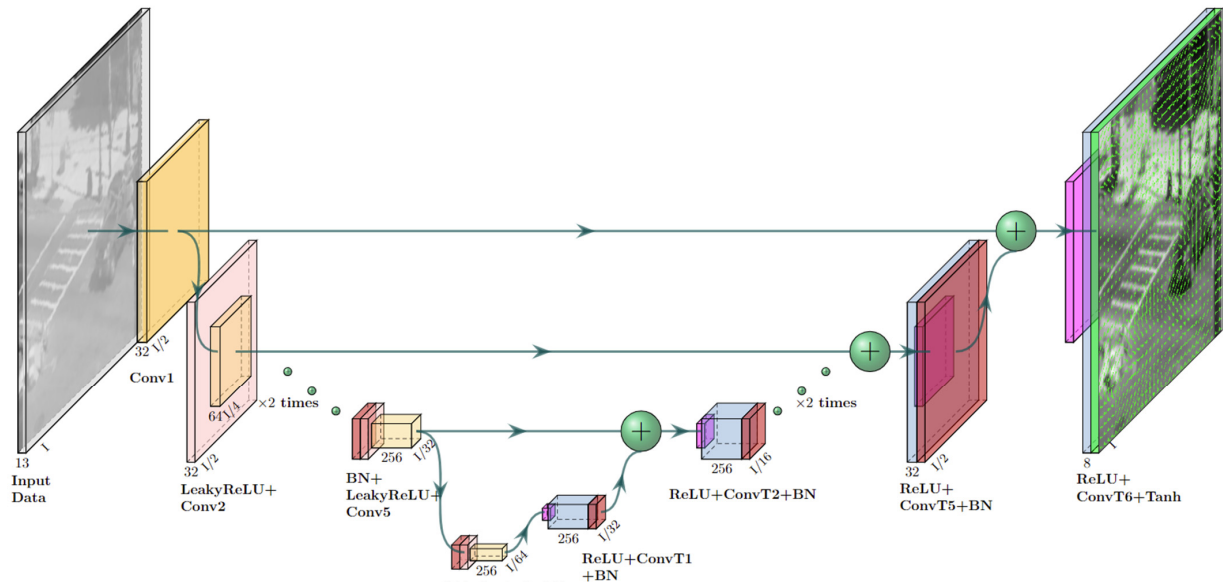 13
1
Input
Data
32
1/2
Conv1
64
1/4
×2 times
32
1/2
LeakyReLU+
Conv2
256
1/32
BN+
LeakyReLU+
Conv5
256
1/64
256
1/32
ReLU+ConvT1
+BN
256
1/16
ReLU+ConvT2+BN
×2 times
32
1/2
ReLU+
ConvT5+BN
8
1
ReLU+
ConvT6+Tanh